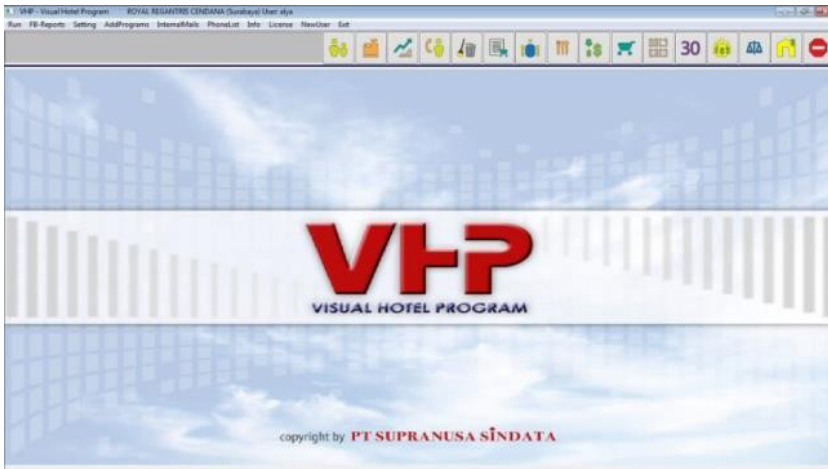 VHP - Visual Hotel Program ROYAL REGANTRIS CENDANA (Surabaya) User alya
Run FB-Reports Setting AddPrograms InternalMails PhoneList Info License NewUser Exit
30
VHP
VISUAL HOTEL PROGRAM
copyright by PT SUPRANUSA SINDATA